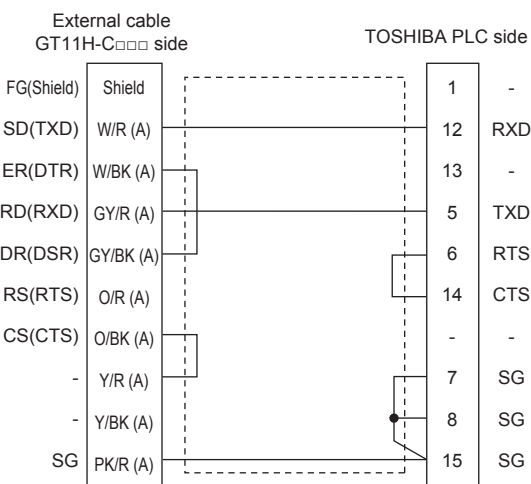 External cable
GT11H-C□□□ side
TOSHIBA PLC side
FG(Shield) Shield 1 -
SD(TXD) W/R (A) 12 RXD
ER(DTR) W/BK (A) 13 -
RD(RXD) GY/R (A) 5 TXD
DR(DSR) GY/BK (A) 6 RTS
RS(RTS) O/R (A) 14 CTS
CS(CTS) O/BK (A) - -
- Y/R (A) 7 SG
- Y/BK (A) 8 SG
SG PK/R (A) 15 SG